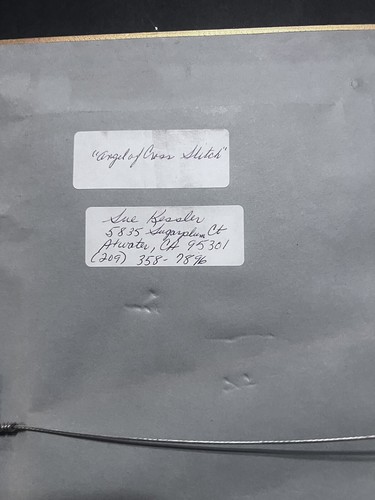 "Angel of Cross Stitch"
Sue Kessler
5835 Sugarplum Ct
Atwater, CA 95301
(209) 358-7896